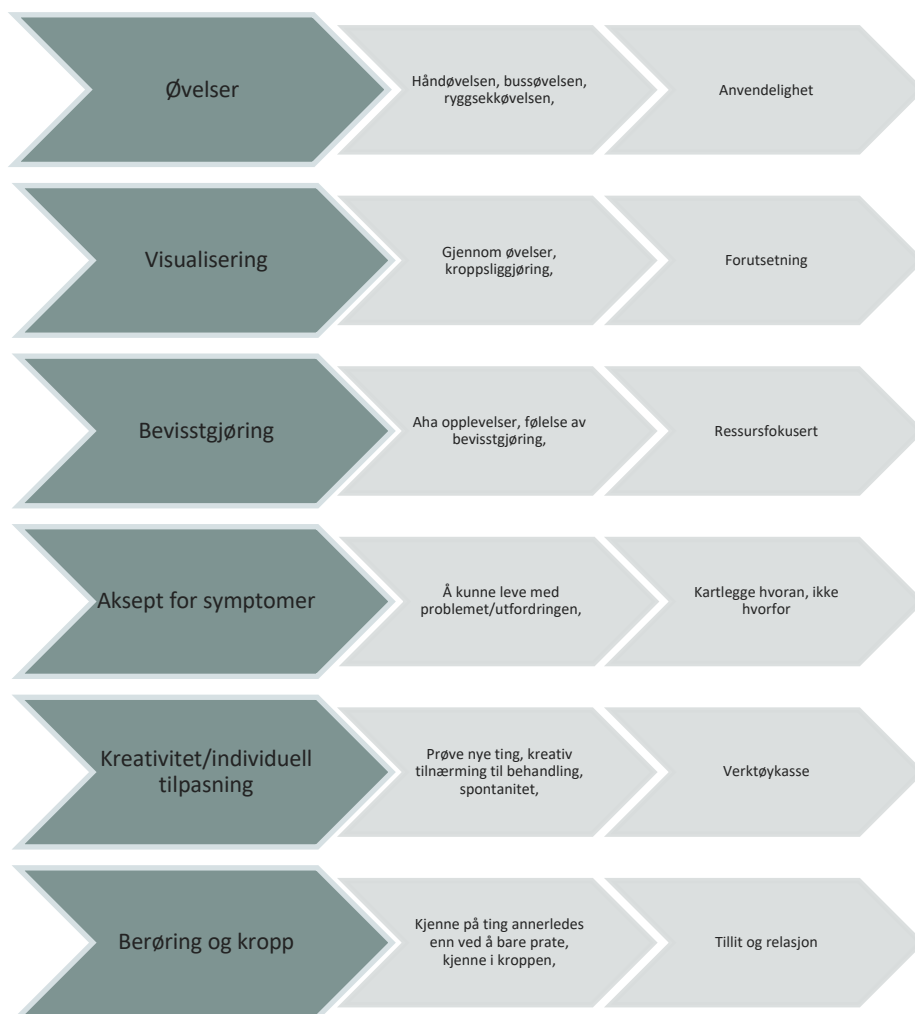 Øvelser
Håndøvelsen, bussøvelsen,
ryggsekkøvelsen,
Anvendelighet
Visualisering
Gjennom øvelser,
kroppsliggjøring,
Forutsetning
Bevisstgjøring
Aha opplevelser, følelse av
bevisstgjøring,
Ressursfokusert
Aksept for symptomer
Å kunne leve med
problemet/utfordringen,
Kartlegge hvoran, ikke
hvorfor
Kreativitet/individuell
tilpasning
Prøve nye ting, kreativ
tilnærming til behandling,
spontanitet,
Verktøykasse
Berøring og kropp
Kjenne på ting annerledes
enn ved å bare prate,
kjenne i kroppen,
Tillit og relasjon